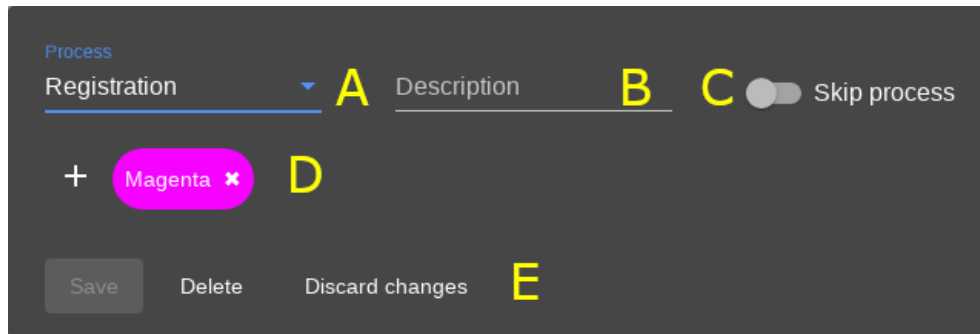 Process
Registration A Description B C Skip process
+ Magenta ✖ D
Save Delete Discard changes E